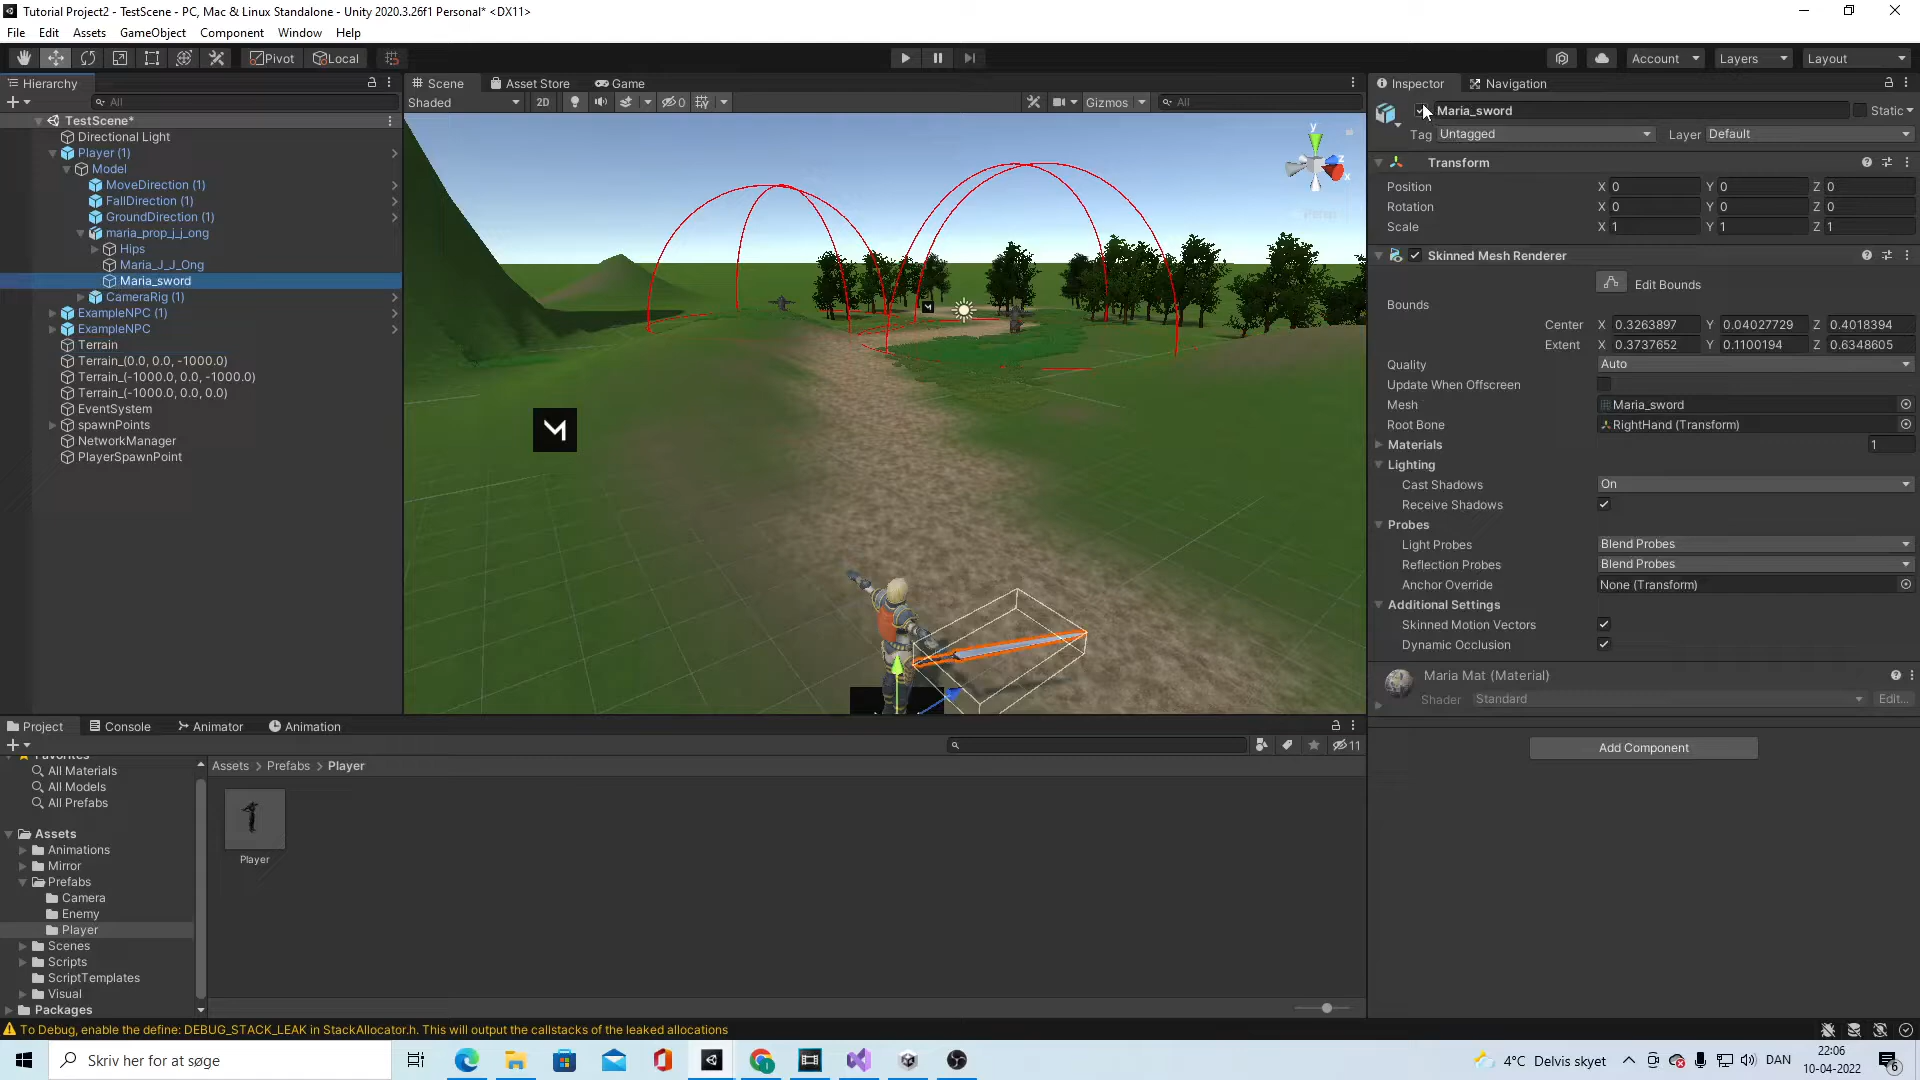 Tutorial Project2 - TestScene - PC, Mac & Linux Standalone - Unity 2020.3.26f1 Personal* <DX11>
File Edit Assets GameObject Component Window Help
Pivot Local Account Layers Layout
Hierarchy
All
TestScene*
Directional Light
Player (1)
Model
MoveDirection (1)
FallDirection (1)
GroundDirection (1)
maria_prop_j_j_ong
Hips
Maria_J_J_Ong
Maria_sword
CameraRig (1)
ExampleNPC (1)
ExampleNPC
Terrain
Terrain_(0.0, 0.0, -1000.0)
Terrain_(-1000.0, 0.0, -1000.0)
Terrain_(-1000.0, 0.0, 0.0)
EventSystem
spawnPoints
NetworkManager
PlayerSpawnPoint
Scene Asset Store Game
Shaded 2D 0 Gizmos All
y
z
x
Persp
Inspector Navigation
Maria_sword Static
Tag Untagged Layer Default
Transform
Position X 0 Y 0 Z 0
Rotation X 0 Y 0 Z 0
Scale X 1 Y 1 Z 1
Skinned Mesh Renderer
Edit Bounds
Bounds
Center X 0.3263897 Y 0.04027729 Z 0.4018394
Extent X 0.3737652 Y 0.1100194 Z 0.6348605
Quality Auto
Update When Offscreen
Mesh Maria_sword
Root Bone RightHand (Transform)
Materials 1
Lighting
Cast Shadows On
Receive Shadows
Probes
Light Probes Blend Probes
Reflection Probes Blend Probes
Anchor Override None (Transform)
Additional Settings
Skinned Motion Vectors
Dynamic Occlusion
Maria Mat (Material)
Shader Standard Edit...
Add Component
Project Console Animator Animation
11
Favorites
All Materials
All Models
All Prefabs
Assets
Animations
Mirror
Prefabs
Camera
Enemy
Player
Scenes
Scripts
ScriptTemplates
Visual
Packages
Assets > Prefabs > Player
Player
To Debug, enable the define: DEBUG_STACK_LEAK in StackAllocator.h. This will output the callstacks of the leaked allocations
Skriv her for at søge
4°C Delvis skyet
DAN
22:06
10-04-2022
6